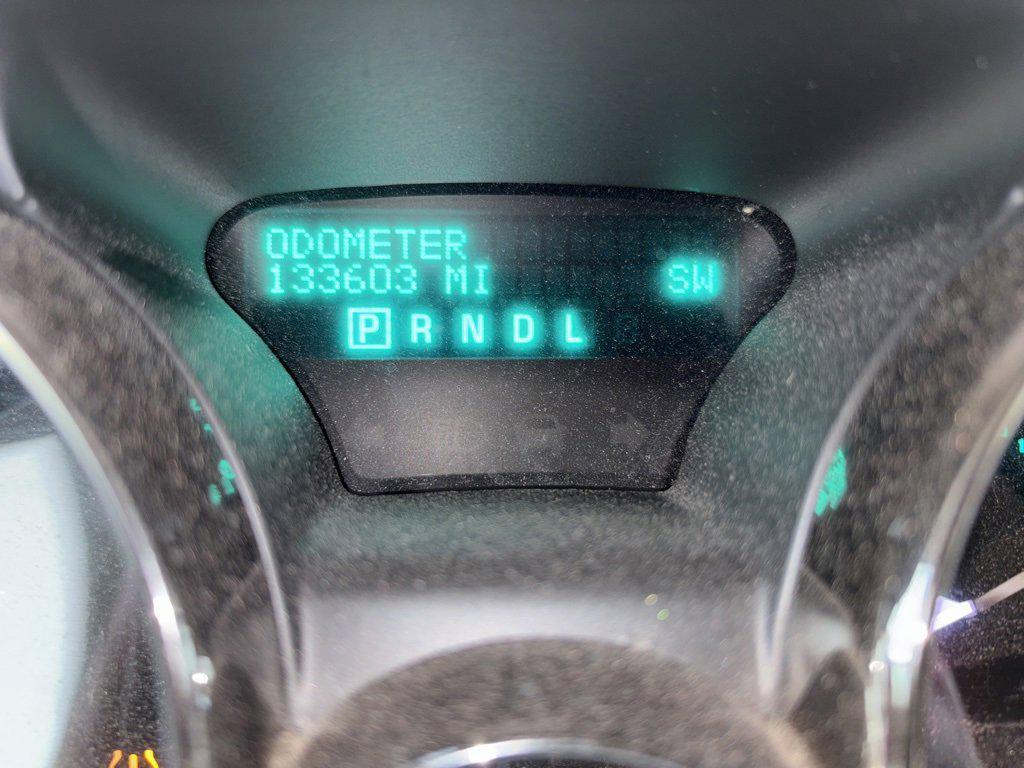 ODOMETER
133603 MI SW
P R N D L